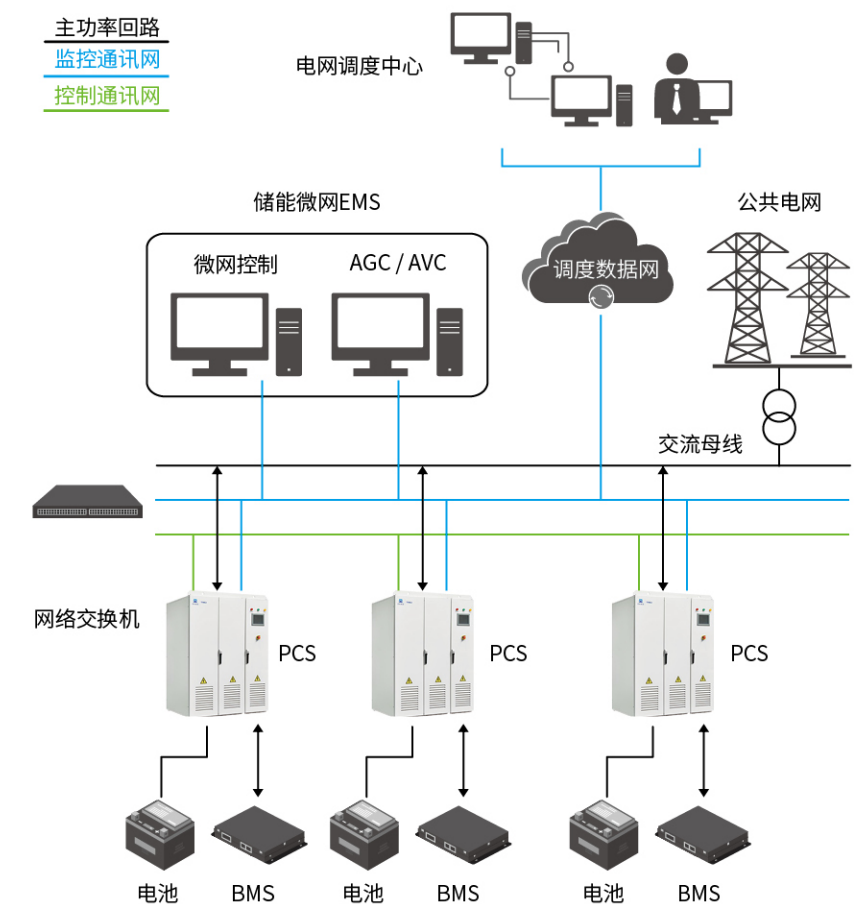 主功率回路
监控通讯网
控制通讯网
电网调度中心
储能微网EMS
公共电网
微网控制
AGC / AVC
调度数据网
交流母线
网络交换机
PCS
PCS
PCS
电池
BMS
电池
BMS
电池
BMS